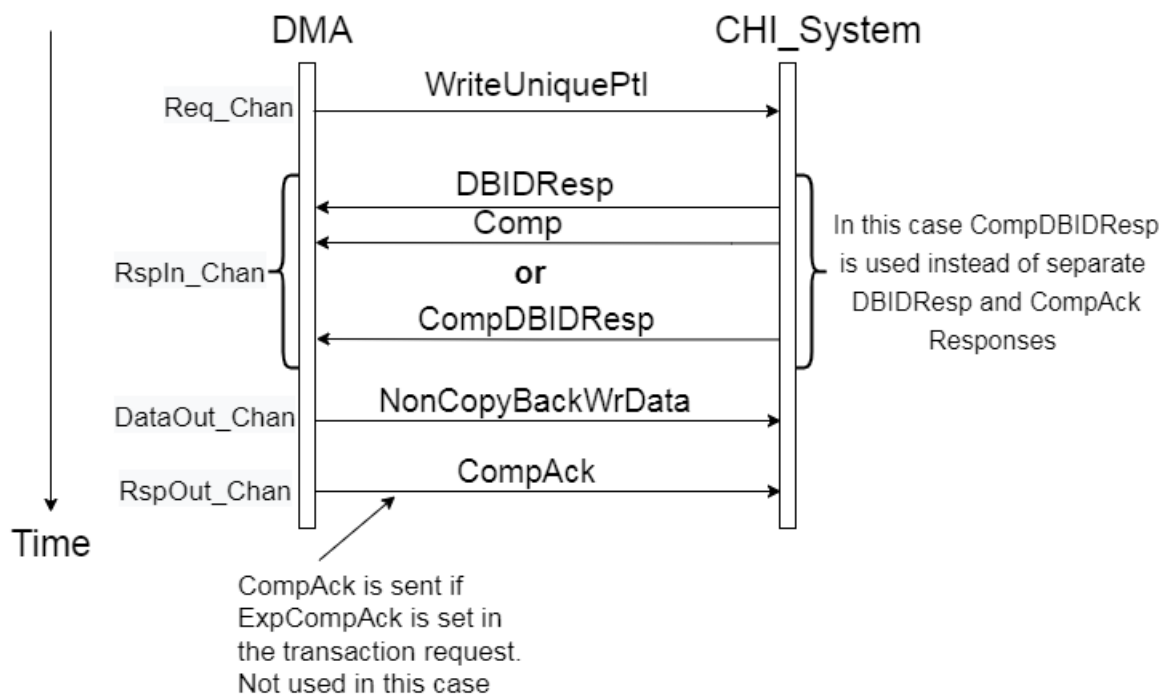 DMA
CHI_System
WriteUniquePtl
Req_Chan
DBIDResp
Comp
or
CompDBIDResp
RspIn_Chan
In this case CompDBIDResp
is used instead of separate
DBIDResp and CompAck
Responses
NonCopyBackWrData
DataOut_Chan
CompAck
RspOut_Chan
Time
CompAck is sent if
ExpCompAck is set in
the transaction request.
Not used in this case